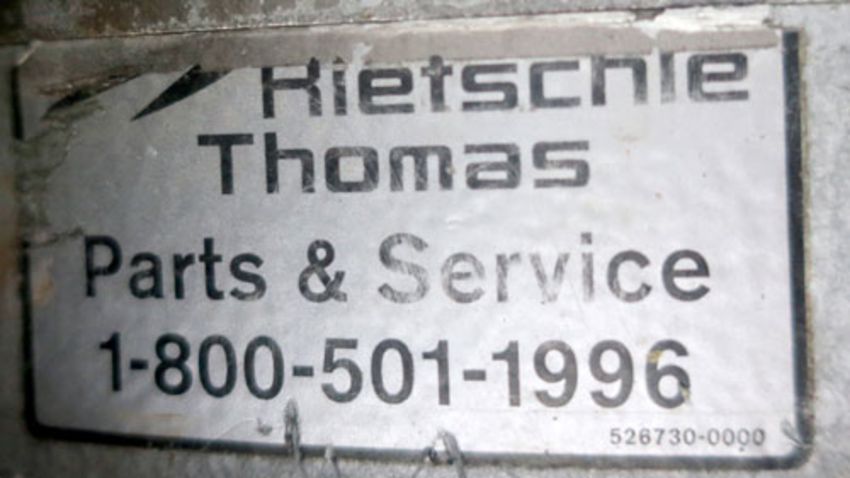 Rietschle
Thomas
Parts & Service
1-800-501-1996
526730-0000